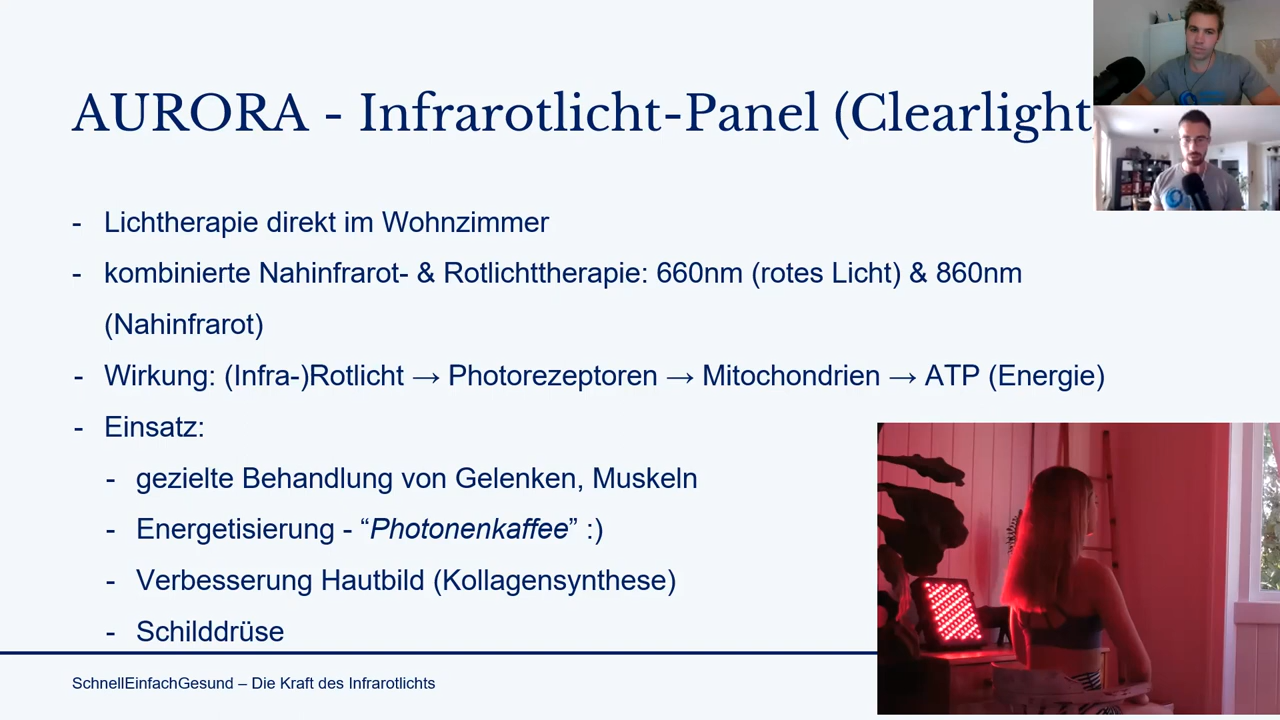 AURORA - Infrarotlicht-Panel (Clearlight
- Lichtherapie direkt im Wohnzimmer
- kombinierte Nahinfrarot- & Rotlichttherapie: 660nm (rotes Licht) & 860nm
(Nahinfrarot)
- Wirkung: (Infra-)Rotlicht → Photorezeptoren → Mitochondrien → ATP (Energie)
- Einsatz:
- gezielte Behandlung von Gelenken, Muskeln
- Energetisierung - “Photonenkaffee” :)
- Verbesserung Hautbild (Kollagensynthese)
- Schilddrüse
SchnellEinfachGesund – Die Kraft des Infrarotlichts